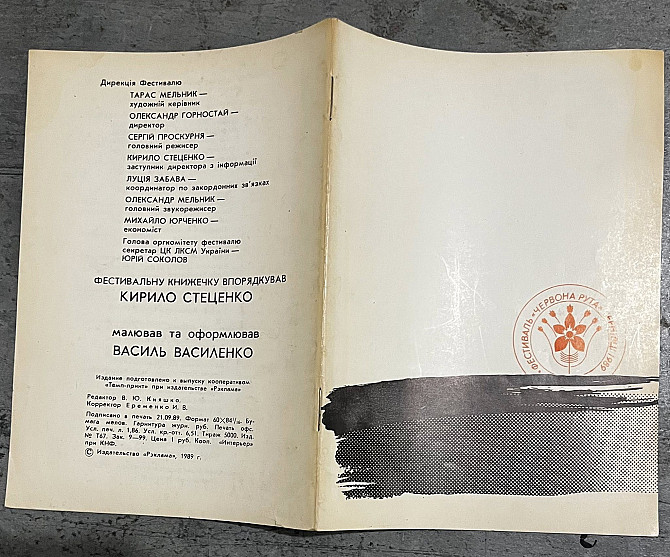 Дирекція Фестивалю
ТАРАС МЕЛЬНИК —
художній керівник
ОЛЕКСАНДР ГОРНОСТАЙ —
директор
СЕРГІЙ ПРОСКУРНЯ —
головний режисер
КИРИЛО СТЕЦЕНКО —
заступник директора з інформації
ЛУЦІЯ ЗАБАВА —
координатор по закордонних зв'язках
ОЛЕКСАНДР МЕЛЬНИК —
головний звукорежисер
МИХАЙЛО ЮРЧЕНКО —
економіст
Голова оргкомітету фестивалю
секретар ЦК ЛКСМ України —
ЮРІЙ СОКОЛОВ
ФЕСТИВАЛЬНУ КНИЖЕЧКУ ВПОРЯДКУВАВ
КИРИЛО СТЕЦЕНКО
малював та оформлював
ВАСИЛЬ ВАСИЛЕНКО
Издание подготовлено к выпуску кооперативом
«Темп-принт» при издательстве «Рэклама»
Редактор В. Ю. Кияшко.
Корректор Еременко И. В.
Подписано в печать 21.09.89. Формат 60×84¹/₁₆. Бу-
мага мелов. Гарнитура журн. руб. Печать офс.
Усл. печ. л. 1,86. Усл. кр.-отт. 6,51. Тираж 5000. Изд.
№ Т67. Зак. 9—99. Цена 1 руб. Кооп. «Интерьер»
при КНФ.
© Издательство «Рэклама», 1989 г.
ФЕСТИВАЛЬ «ЧЕРВОНА РУТА»
1989